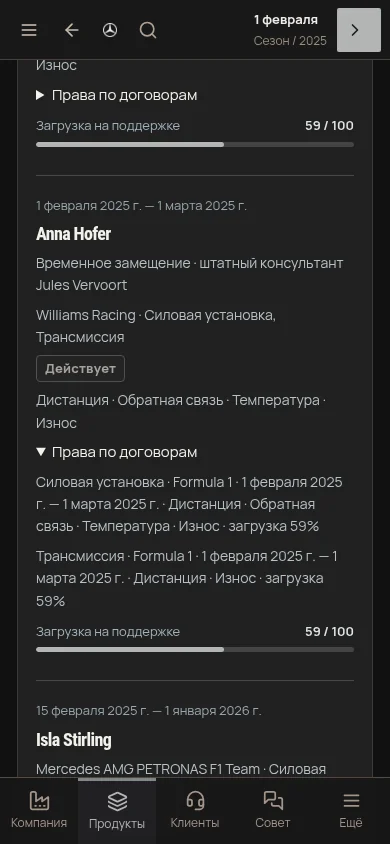 1 февраля
Сезон / 2025
Износ
Права по договорам
Загрузка на поддержке 59 / 100
1 февраля 2025 г. — 1 марта 2025 г.
Anna Hofer
Временное замещение · штатный консультант
Jules Vervoort
Williams Racing · Силовая установка,
Трансмиссия
Действует
Дистанция · Обратная связь · Температура ·
Износ
Права по договорам
Силовая установка · Formula 1 · 1 февраля 2025
г. — 1 марта 2025 г. · Дистанция · Обратная
связь · Температура · Износ · загрузка 59%
Трансмиссия · Formula 1 · 1 февраля 2025 г. — 1
марта 2025 г. · Дистанция · Износ · загрузка
59%
Загрузка на поддержке 59 / 100
15 февраля 2025 г. — 1 января 2026 г.
Isla Stirling
Mercedes AMG PETRONAS F1 Team · Силовая
Компания Продукты Клиенты Совет Ещё